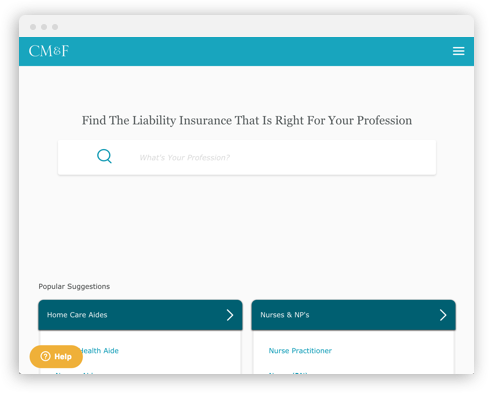 CM&F
Find The Liability Insurance That Is Right For Your Profession
What's Your Profession?
Popular Suggestions
Home Care Aides
Nurses & NP's
Health Aide
Nurse Practitioner
Help